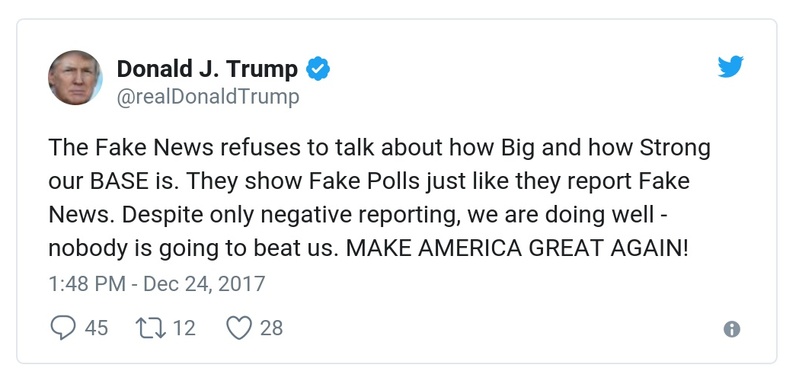 Donald J. Trump
@realDonaldTrump
The Fake News refuses to talk about how Big and how Strong
our BASE is. They show Fake Polls just like they report Fake
News. Despite only negative reporting, we are doing well -
nobody is going to beat us. MAKE AMERICA GREAT AGAIN!
1:48 PM - Dec 24, 2017
45 12 28